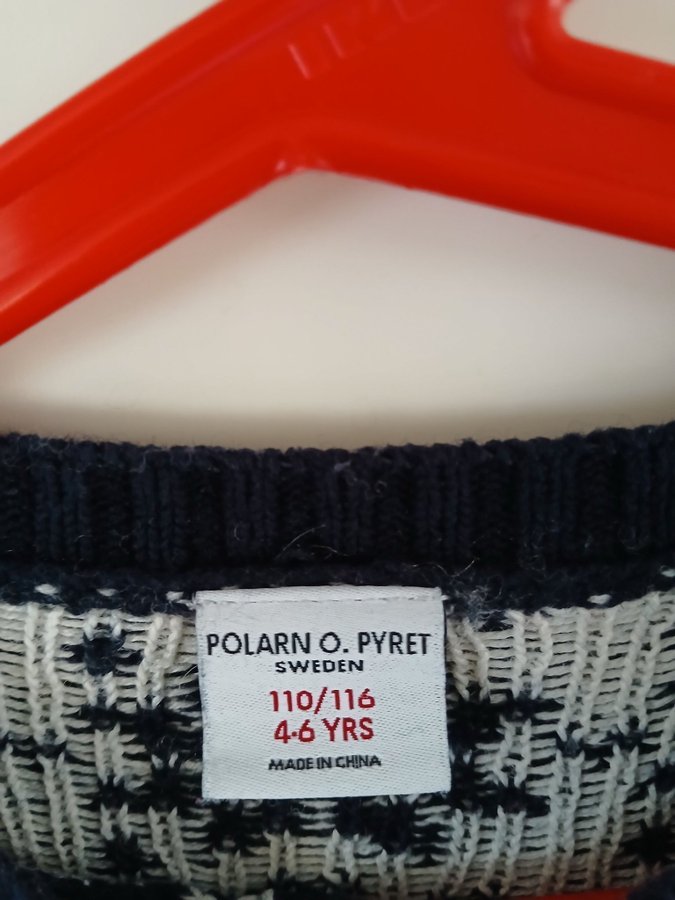 POLARN O. PYRET
SWEDEN
110/116
4-6 YRS
MADE IN CHINA